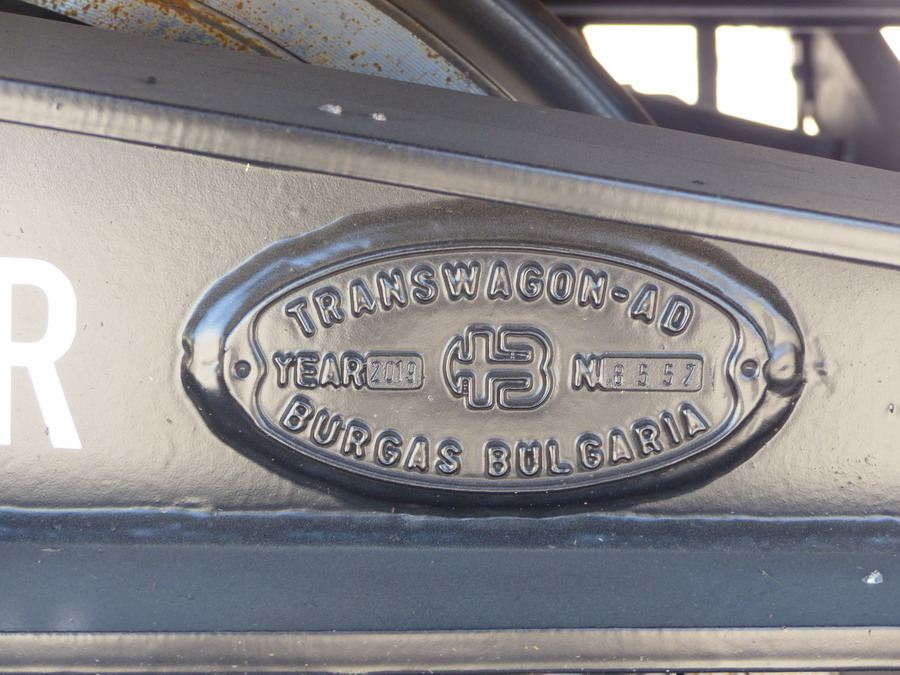 R
TRANSWAGON-AD
YEAR 2019 N 8557
BURGAS BULGARIA